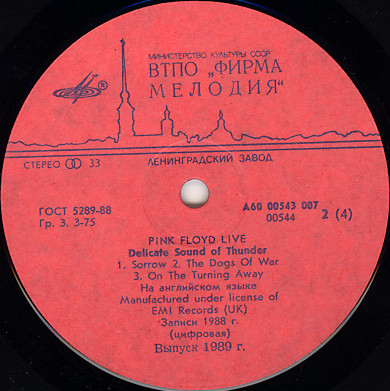 МИНИСТЕРСТВО КУЛЬТУРЫ СССР
ВТПО „ФИРМА
МЕЛОДИЯ“
СТЕРЕО 33
ЛЕНИНГРАДСКИЙ ЗАВОД
ГОСТ 5289-88
Гр. 3. 3-75
А60 00543 007
00544
2 (4)
PINK FLOYD LIVE
Delicate Sound of Thunder
1. Sorrow 2. The Dogs Of War
3. On The Turning Away
На английском языке
Manufactured under license of
EMI Records (UK)
Записи 1988 г.
(цифровая)
Выпуск 1989 г.